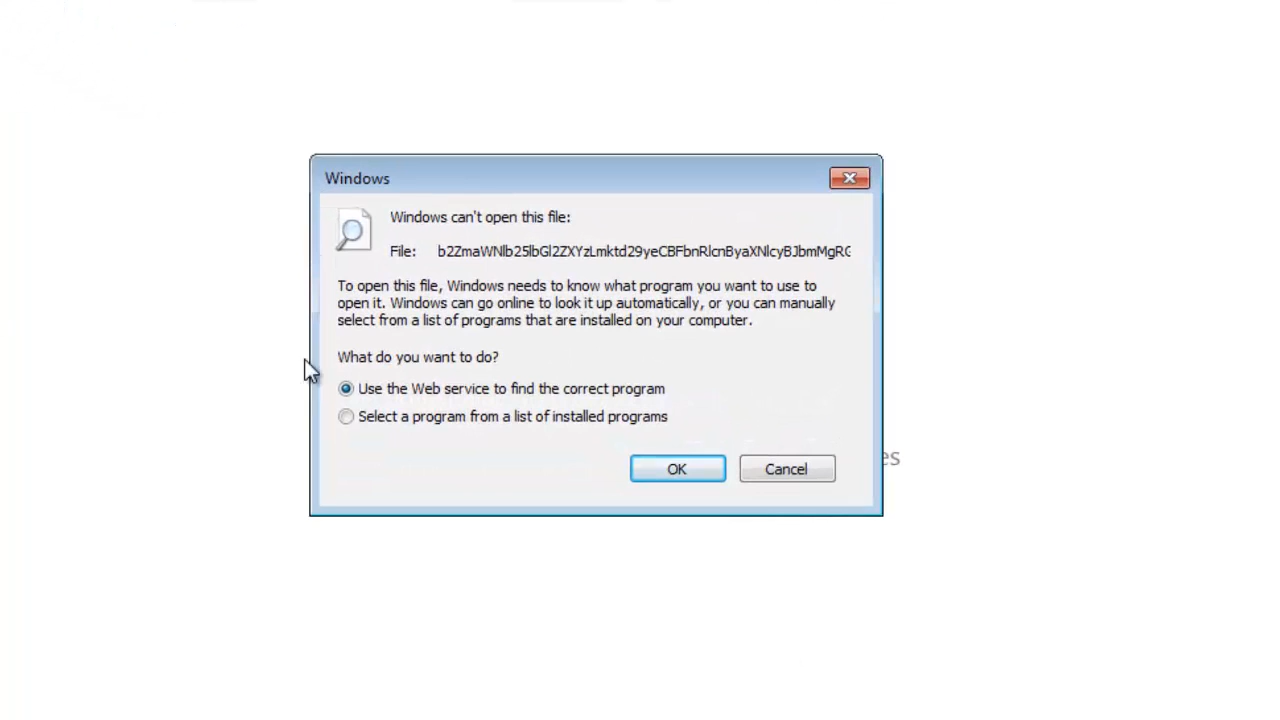 Windows
Windows can't open this file:
File: b2ZmaWNlb25lbGl2ZXYzLmktd29yeCBFbnRlcnByaXNlcyBJbmMgRG
To open this file, Windows needs to know what program you want to use to
open it. Windows can go online to look it up automatically, or you can manually
select from a list of programs that are installed on your computer.
What do you want to do?
Use the Web service to find the correct program
Select a program from a list of installed programs
es
OK Cancel